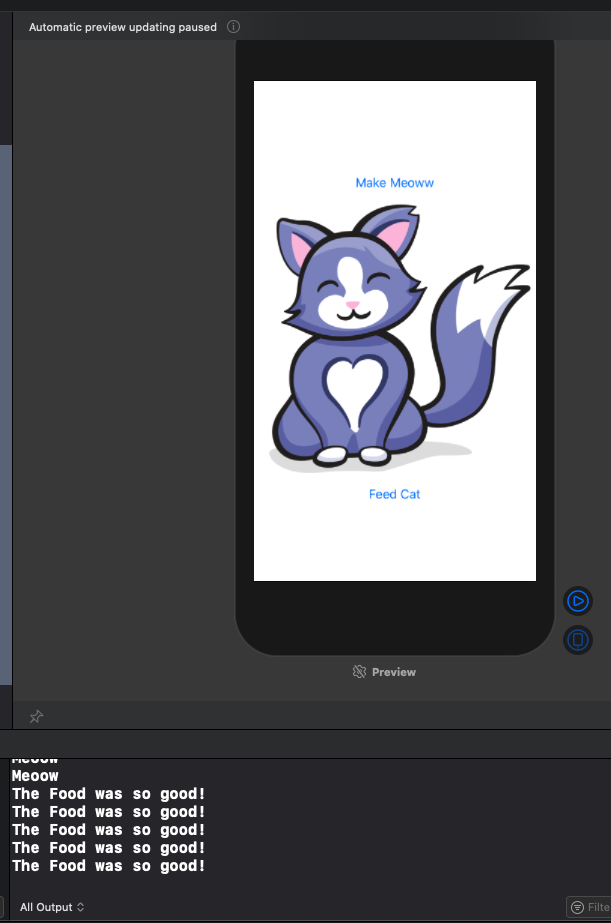 Automatic preview updating paused
Make Meoww
Feed Cat
Preview
Meoow
Meoow
The Food was so good!
The Food was so good!
The Food was so good!
The Food was so good!
The Food was so good!
All Output
Filte